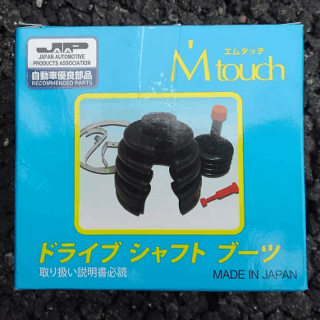 JAP
JAPAN AUTOMOTIVE
PRODUCTS ASSOCIATION
自動車優良部品
RECOMMENDED PARTS
エムタッチ
M'touch
ドライブ シャフト ブーツ
取り扱い説明書必読
MADE IN JAPAN